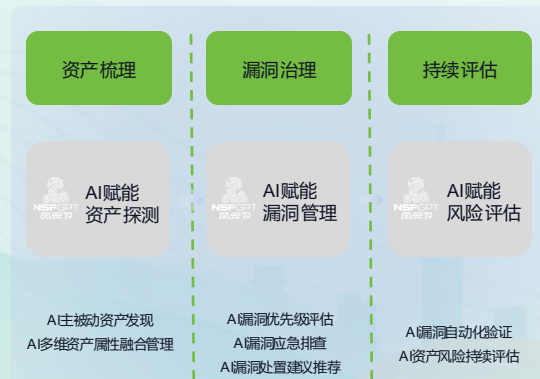 资产梳理
漏洞治理
持续评估
NSFGPT
风云卫
AI赋能
资产探测
NSFGPT
风云卫
AI赋能
漏洞管理
NSFGPT
风云卫
AI赋能
风险评估
AI主被动资产发现
AI多维资产属性融合管理
AI漏洞优先级评估
AI漏洞应急排查
AI漏洞处置建议推荐
AI漏洞自动化验证
AI资产风险持续评估